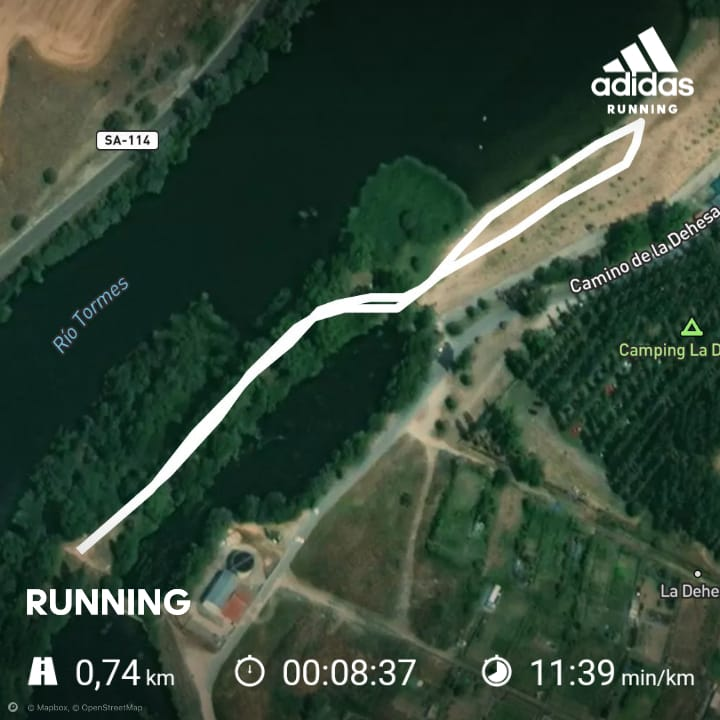 adidas
RUNNING
SA-114
Camino de la Dehesa
Río Tormes
Camping La D
La Dehe
RUNNING
0,74 km
00:08:37
11:39 min/km
© Mapbox, © OpenStreetMap